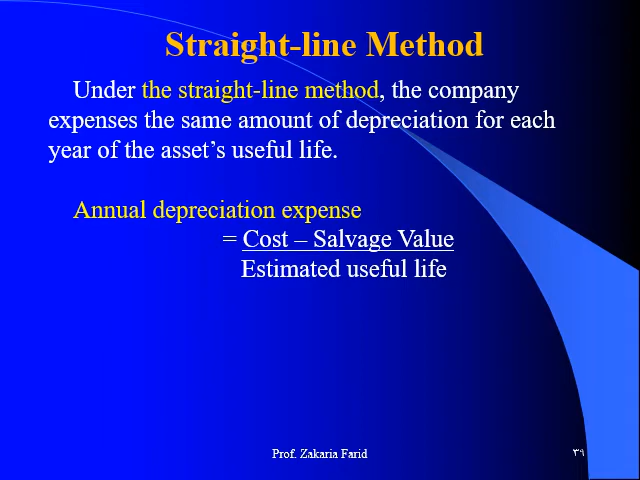 Straight-line Method
Under the straight-line method, the company
expenses the same amount of depreciation for each
year of the asset’s useful life.
Annual depreciation expense
= Cost – Salvage Value
Estimated useful life
Prof. Zakaria Farid
٣٩